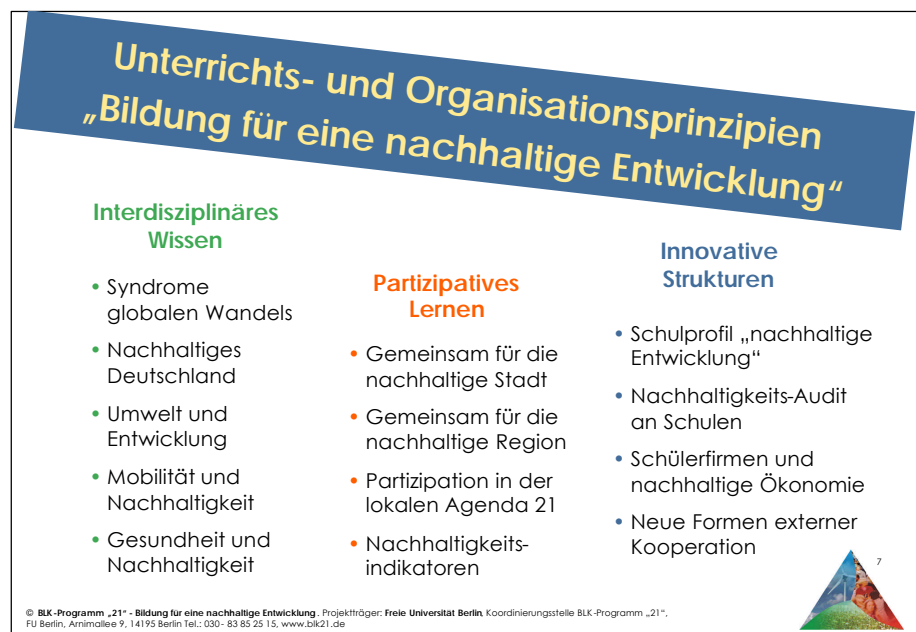 Unterrichts- und Organisationsprinzipien
„Bildung für eine nachhaltige Entwicklung“
Interdisziplinäres
Wissen
• Syndrome
globalen Wandels
• Nachhaltiges
Deutschland
• Umwelt und
Entwicklung
• Mobilität und
Nachhaltigkeit
• Gesundheit und
Nachhaltigkeit
Partizipatives
Lernen
• Gemeinsam für die
nachhaltige Stadt
• Gemeinsam für die
nachhaltige Region
• Partizipation in der
lokalen Agenda 21
• Nachhaltigkeits-
indikatoren
Innovative
Strukturen
• Schulprofil „nachhaltige
Entwicklung“
• Nachhaltigkeits-Audit
an Schulen
• Schülerfirmen und
nachhaltige Ökonomie
• Neue Formen externer
Kooperation
7
© BLK-Programm „21“ - Bildung für eine nachhaltige Entwicklung. Projektträger: Freie Universität Berlin, Koordinierungsstelle BLK-Programm „21“,
FU Berlin, Arnimallee 9, 14195 Berlin Tel.: 030 - 83 85 25 15, www.blk21.de